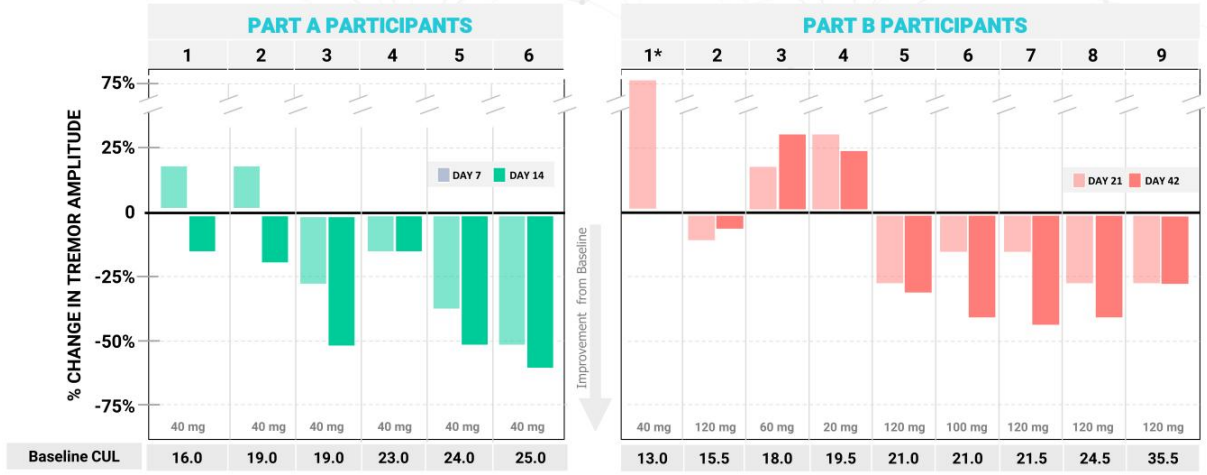 PART A PARTICIPANTS PART B PARTICIPANTS
1 2 3 4 5 6 1* 2 3 4 5 6 7 8 9
75%
25%
DAY 7 DAY 14
DAY 21 DAY 42
0
-25%
-50%
-75%
% CHANGE IN TREMOR AMPLITUDE
Improvement from Baseline
40 mg 40 mg 40 mg 40 mg 40 mg 40 mg 40 mg 120 mg 60 mg 20 mg 120 mg 100 mg 120 mg 120 mg 120 mg
Baseline CUL 16.0 19.0 19.0 23.0 24.0 25.0 13.0 15.5 18.0 19.5 21.0 21.0 21.5 24.5 35.5